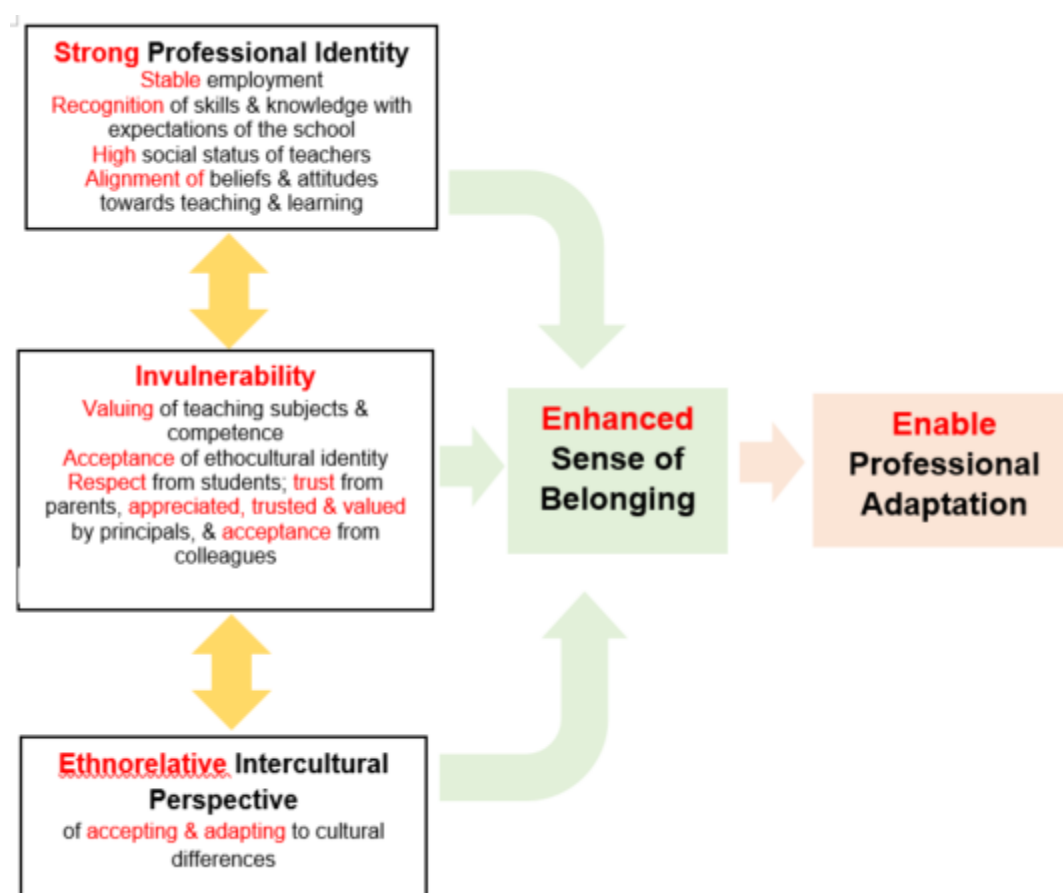 Strong Professional Identity
Stable employment
Recognition of skills & knowledge with
expectations of the school
High social status of teachers
Alignment of beliefs & attitudes
towards teaching & learning
Invulnerability
Valuing of teaching subjects &
competence
Acceptance of ethocultural identity
Respect from students; trust from
parents, appreciated, trusted & valued
by principals, & acceptance from
colleagues
Ethnorelative Intercultural
Perspective
of accepting & adapting to cultural
differences
Enhanced
Sense of
Belonging
Enable
Professional
Adaptation